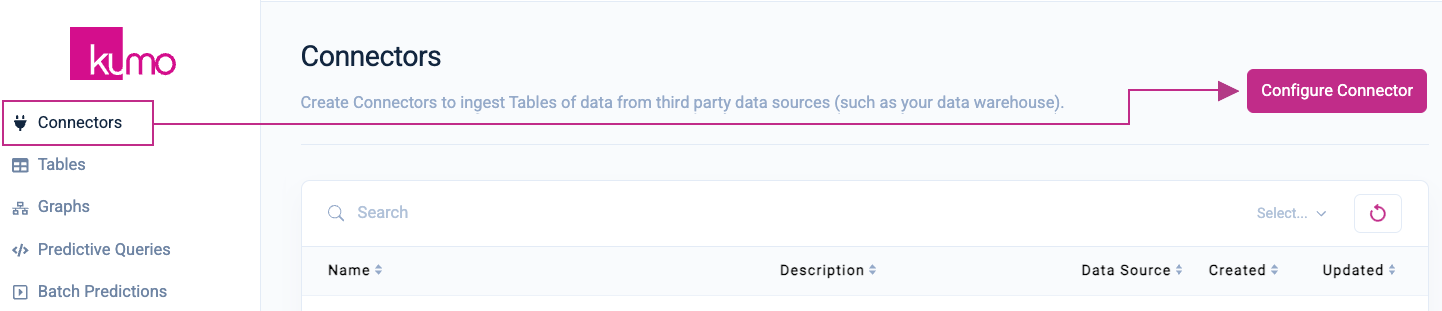 kumo
Connectors
Tables
Graphs
Predictive Queries
Batch Predictions
Connectors
Create Connectors to ingest Tables of data from third party data sources (such as your data warehouse).
Configure Connector
Search
Select...
Name Description Data Source Created Updated